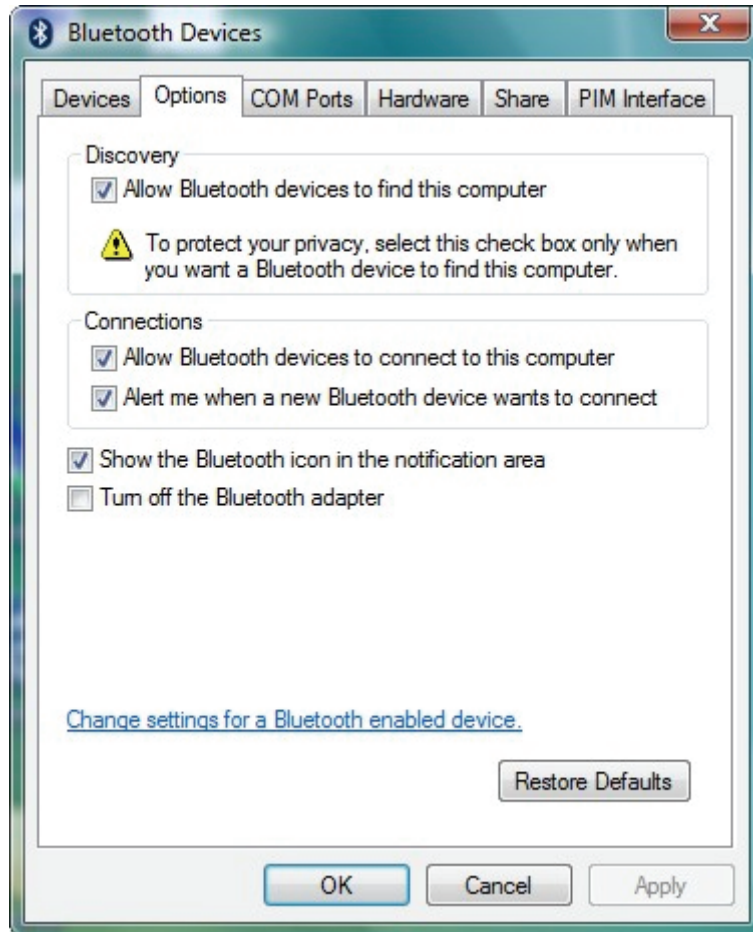 Bluetooth Devices
Devices Options COM Ports Hardware Share PIM Interface
Discovery
Allow Bluetooth devices to find this computer
To protect your privacy, select this check box only when
you want a Bluetooth device to find this computer.
Connections
Allow Bluetooth devices to connect to this computer
Alert me when a new Bluetooth device wants to connect
Show the Bluetooth icon in the notification area
Turn off the Bluetooth adapter
Change settings for a Bluetooth enabled device.
Restore Defaults
OK Cancel Apply